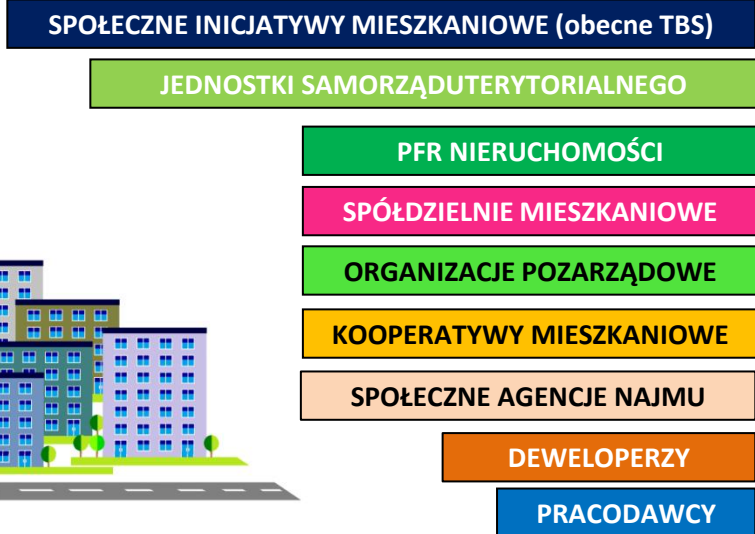 SPOŁECZNE INICJATYWY MIESZKANIOWE (obecne TBS)
JEDNOSTKI SAMORZĄDUTERYTORIALNEGO
PFR NIERUCHOMOŚCI
SPÓŁDZIELNIE MIESZKANIOWE
ORGANIZACJE POZARZĄDOWE
KOOPERATYWY MIESZKANIOWE
SPOŁECZNE AGENCJE NAJMU
DEWELOPERZY
PRACODAWCY